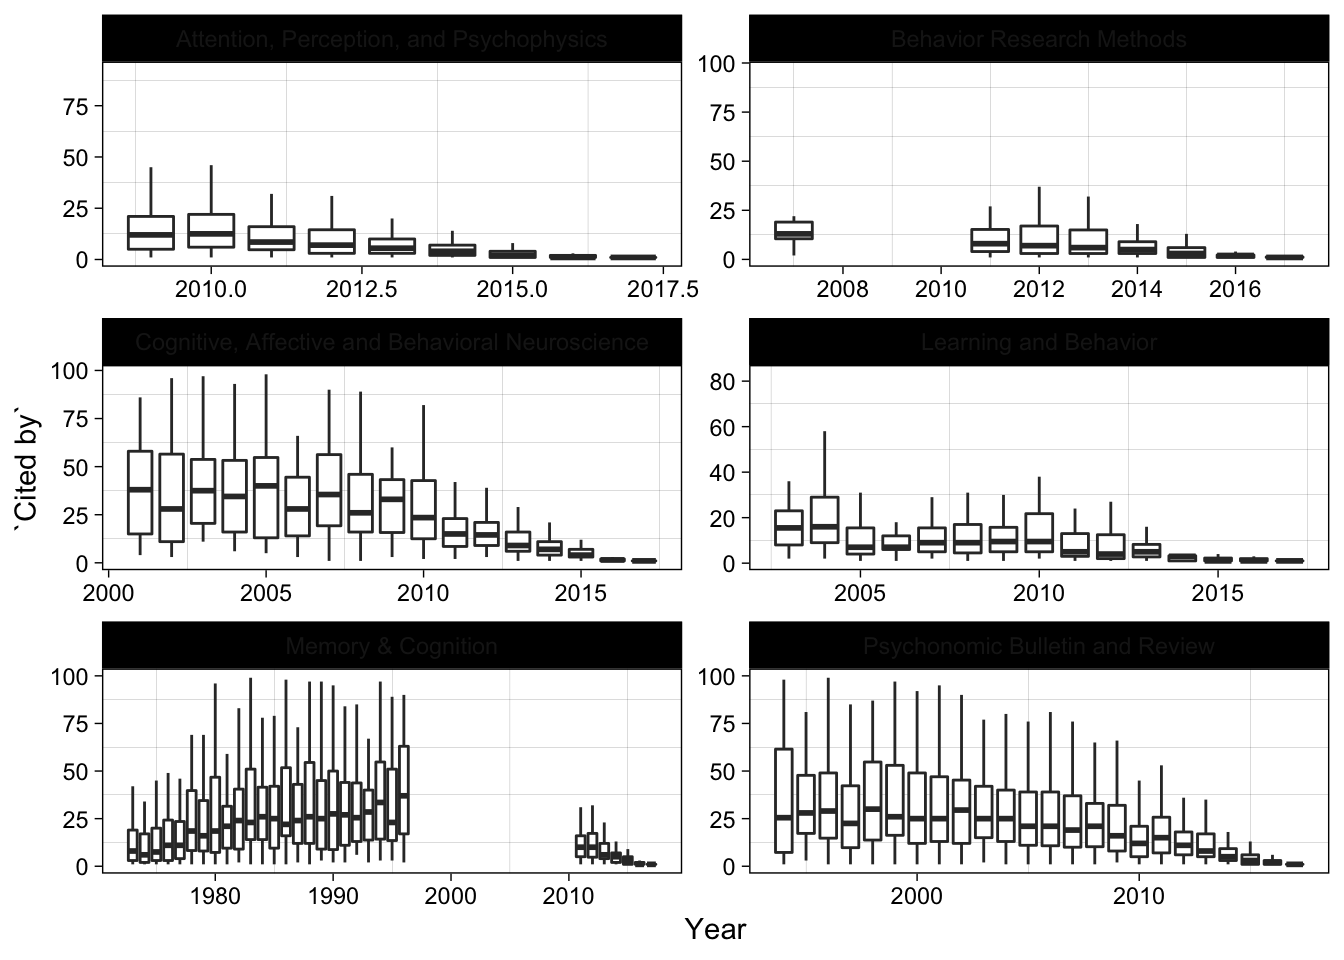 Attention, Perception, and Psychophysics
Behavior Research Methods
75
50
25
0
2010.0 2012.5 2015.0 2017.5
100
75
50
25
0
2008 2010 2012 2014 2016
Cognitive, Affective and Behavioral Neuroscience
Learning and Behavior
100
75
50
25
0
2000 2005 2010 2015
80
60
40
20
0
2005 2010 2015
`Cited by`
Memory & Cognition
Psychonomic Bulletin and Review
100
75
50
25
0
1980 1990 2000 2010
100
75
50
25
0
2000 2010
Year